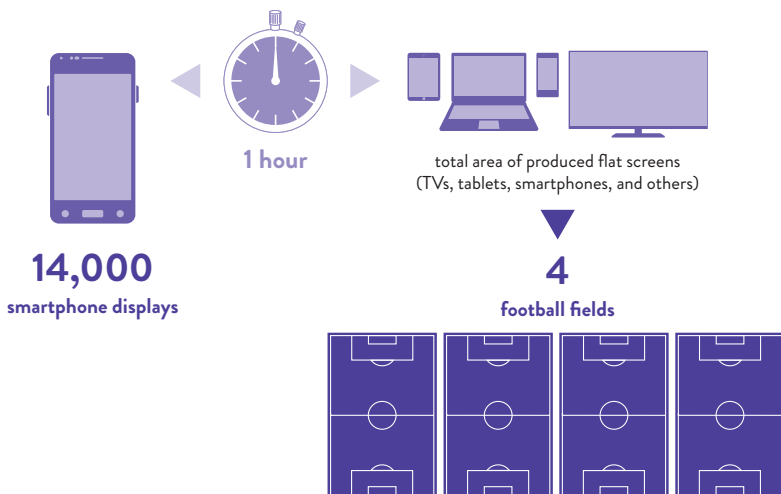 1 hour
14,000
smartphone displays
total area of produced flat screens
(TVs, tablets, smartphones, and others)
4
football fields